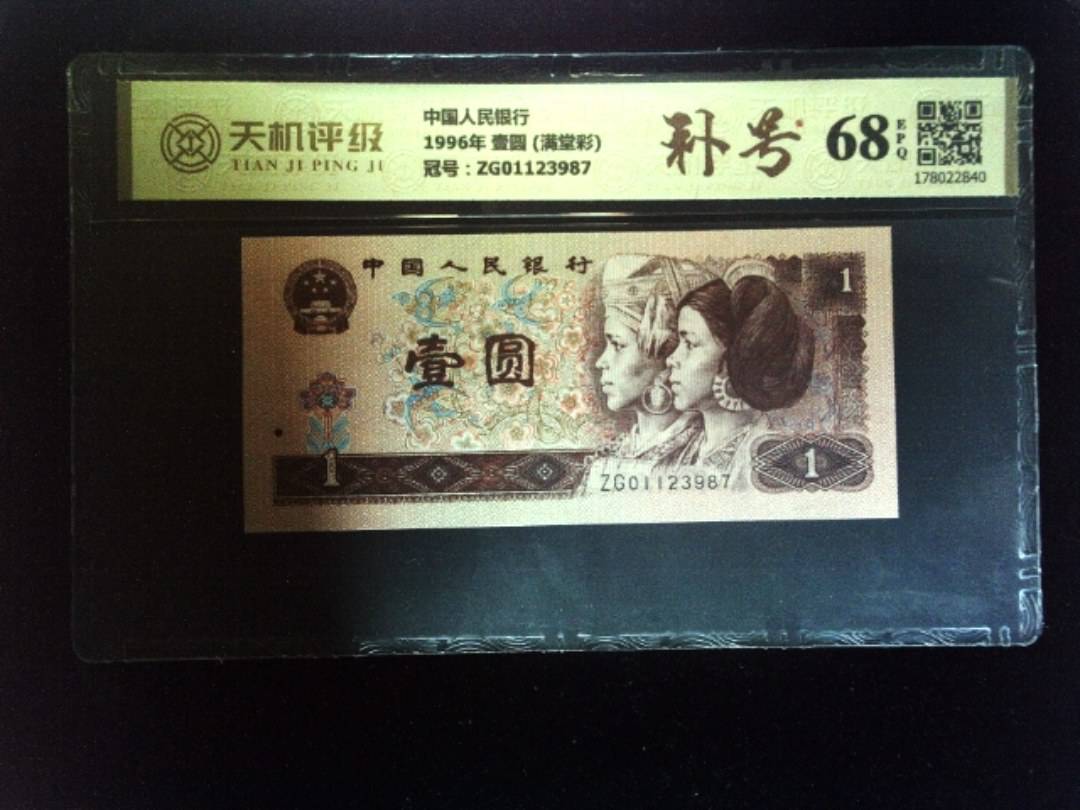 天机评级
TIAN JI PING JI
中国人民银行
1996年 壹圆 (满堂彩)
冠号：ZG01123987
补号
68
EPQ
178022840
中国人民银行
1
壹圆
1
ZG01123987
1